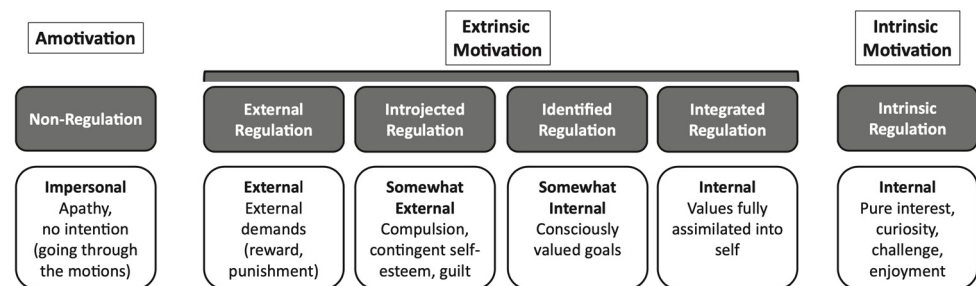 Amotivation
Extrinsic
Motivation
Intrinsic
Motivation
Non-Regulation
External
Regulation
Introjected
Regulation
Identified
Regulation
Integrated
Regulation
Intrinsic
Regulation
Impersonal
Apathy,
no intention
(going through
the motions)
External
External
demands
(reward,
punishment)
Somewhat
External
Compulsion,
contingent self-
esteem, guilt
Somewhat
Internal
Consciously
valued goals
Internal
Values fully
assimilated into
self
Internal
Pure interest,
curiosity,
challenge,
enjoyment